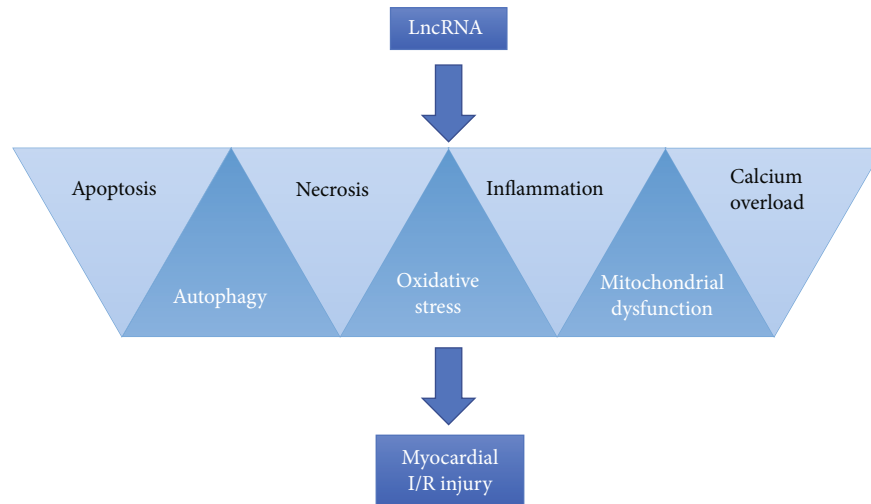 LncRNA
Apoptosis
Necrosis
Inflammation
Calcium
overload
Autophagy
Oxidative
stress
Mitochondrial
dysfunction
Myocardial
I/R injury